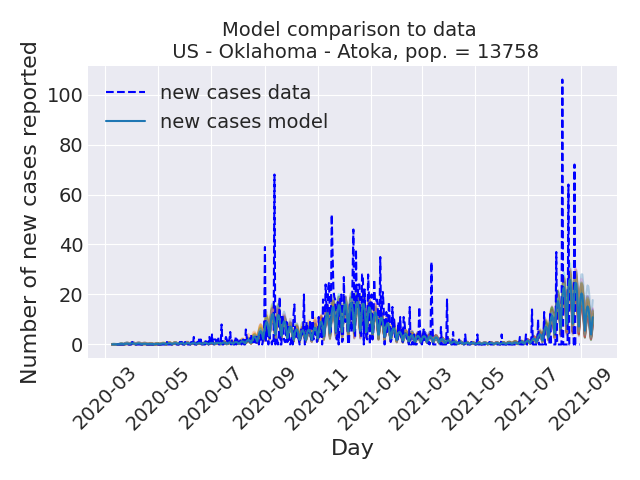 Model comparison to data
US - Oklahoma - Atoka, pop. = 13758
Number of new cases reported
100
80
60
40
20
0
new cases data
new cases model
2020-03
2020-05
2020-07
2020-09
2020-11
2021-01
2021-03
2021-05
2021-07
2021-09
Day